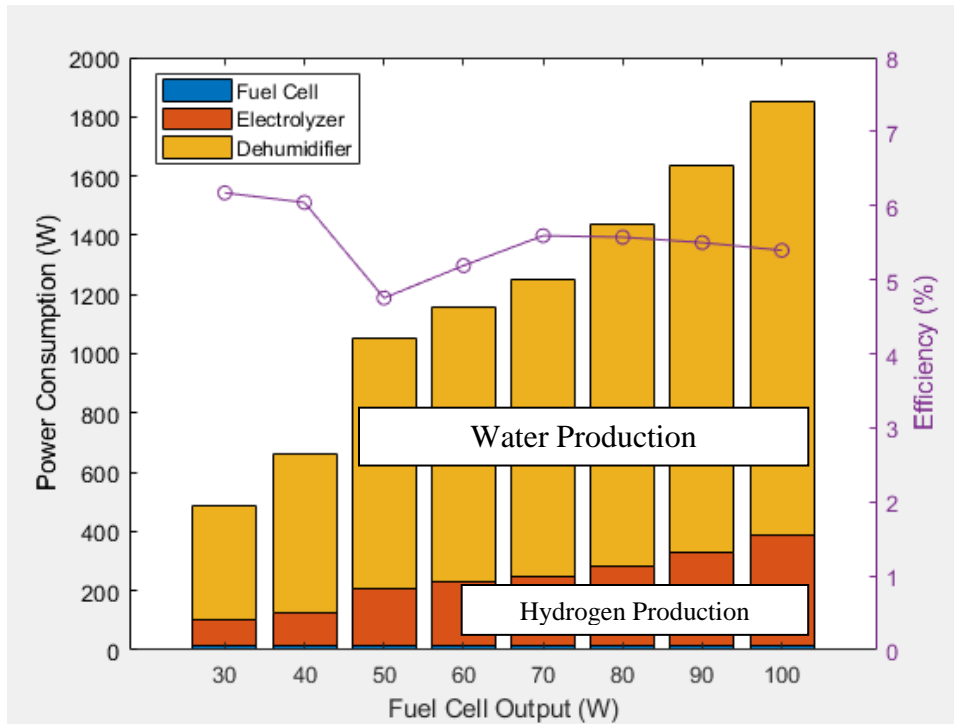 2000
1800
1600
1400
1200
1000
800
600
400
200
0
Power Consumption (W)
Fuel Cell
Electrolyzer
Dehumidifier
Water Production
Hydrogen Production
8
7
6
5
4
3
2
1
0
Efficiency (%)
30 40 50 60 70 80 90 100
Fuel Cell Output (W)